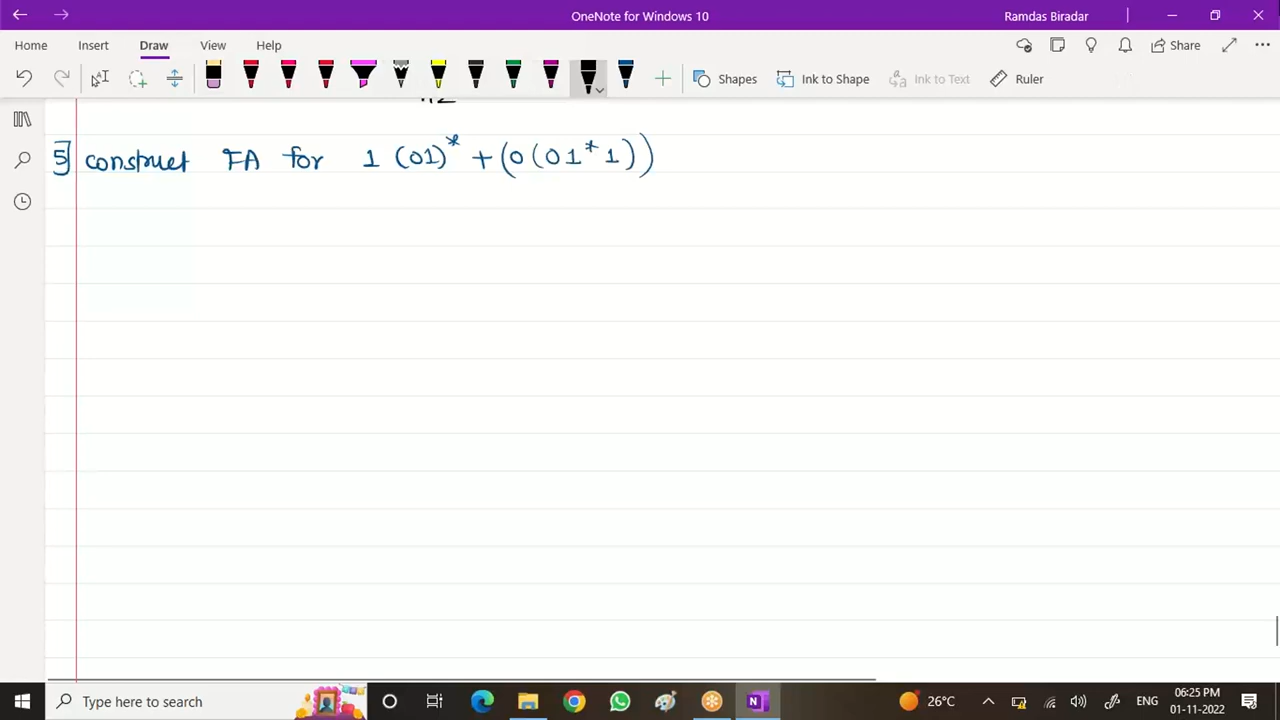 OneNote for Windows 10
Ramdas Biradar
Home Insert Draw View Help
Share
Shapes Ink to Shape Ink to Text Ruler
5] construct FA for 1 (01)* + (0(01*1))
Type here to search
26°C
ENG
06:25 PM
01-11-2022